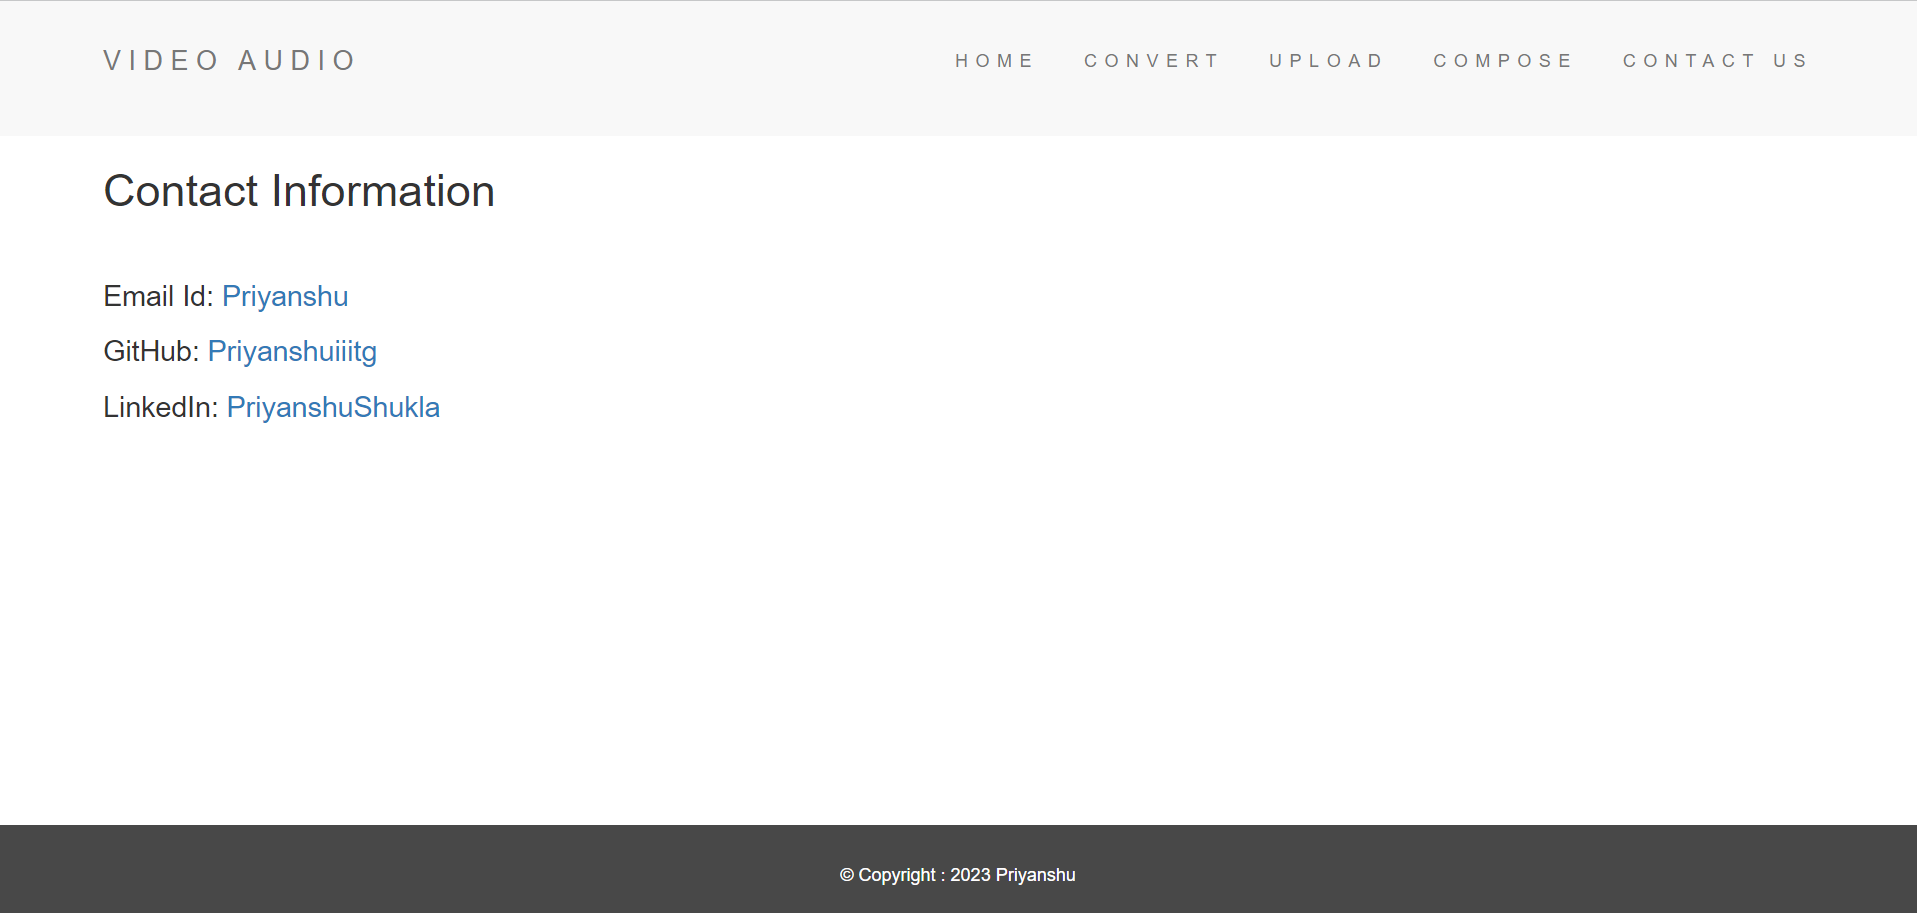 VIDEO AUDIO HOME CONVERT UPLOAD COMPOSE CONTACT US
Contact Information
Email Id: Priyanshu
GitHub: Priyanshuiiitg
LinkedIn: PriyanshuShukla
© Copyright : 2023 Priyanshu